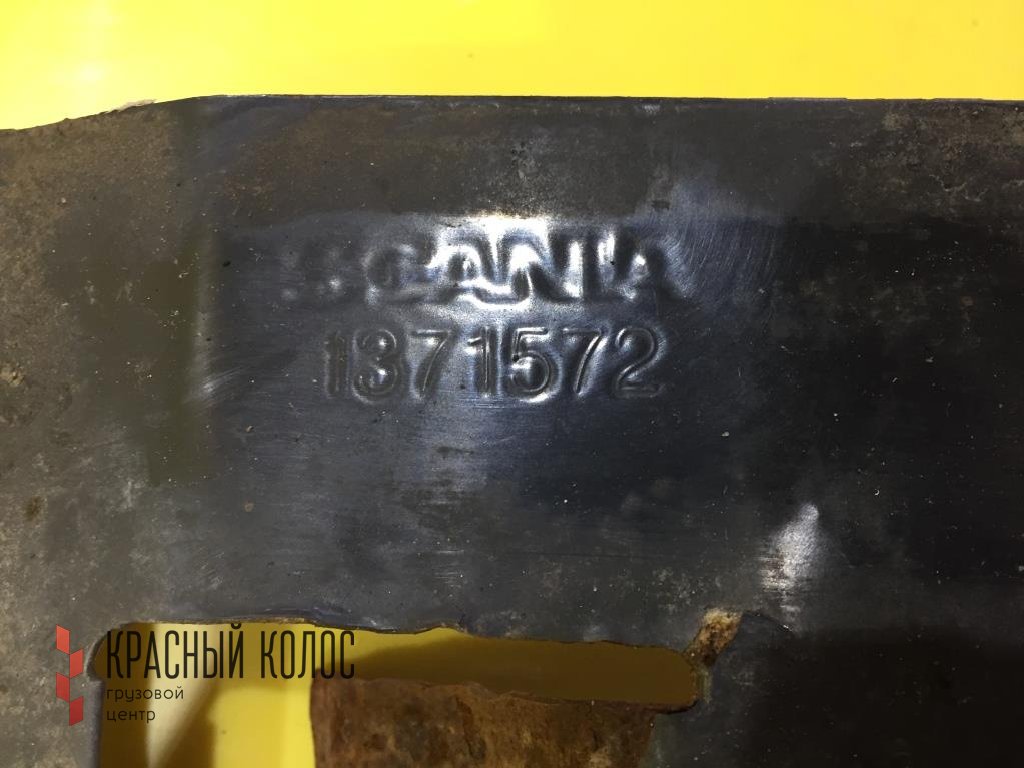 SCANIA
1371572
КРАСНЫЙ КОЛОС
грузовой
центр